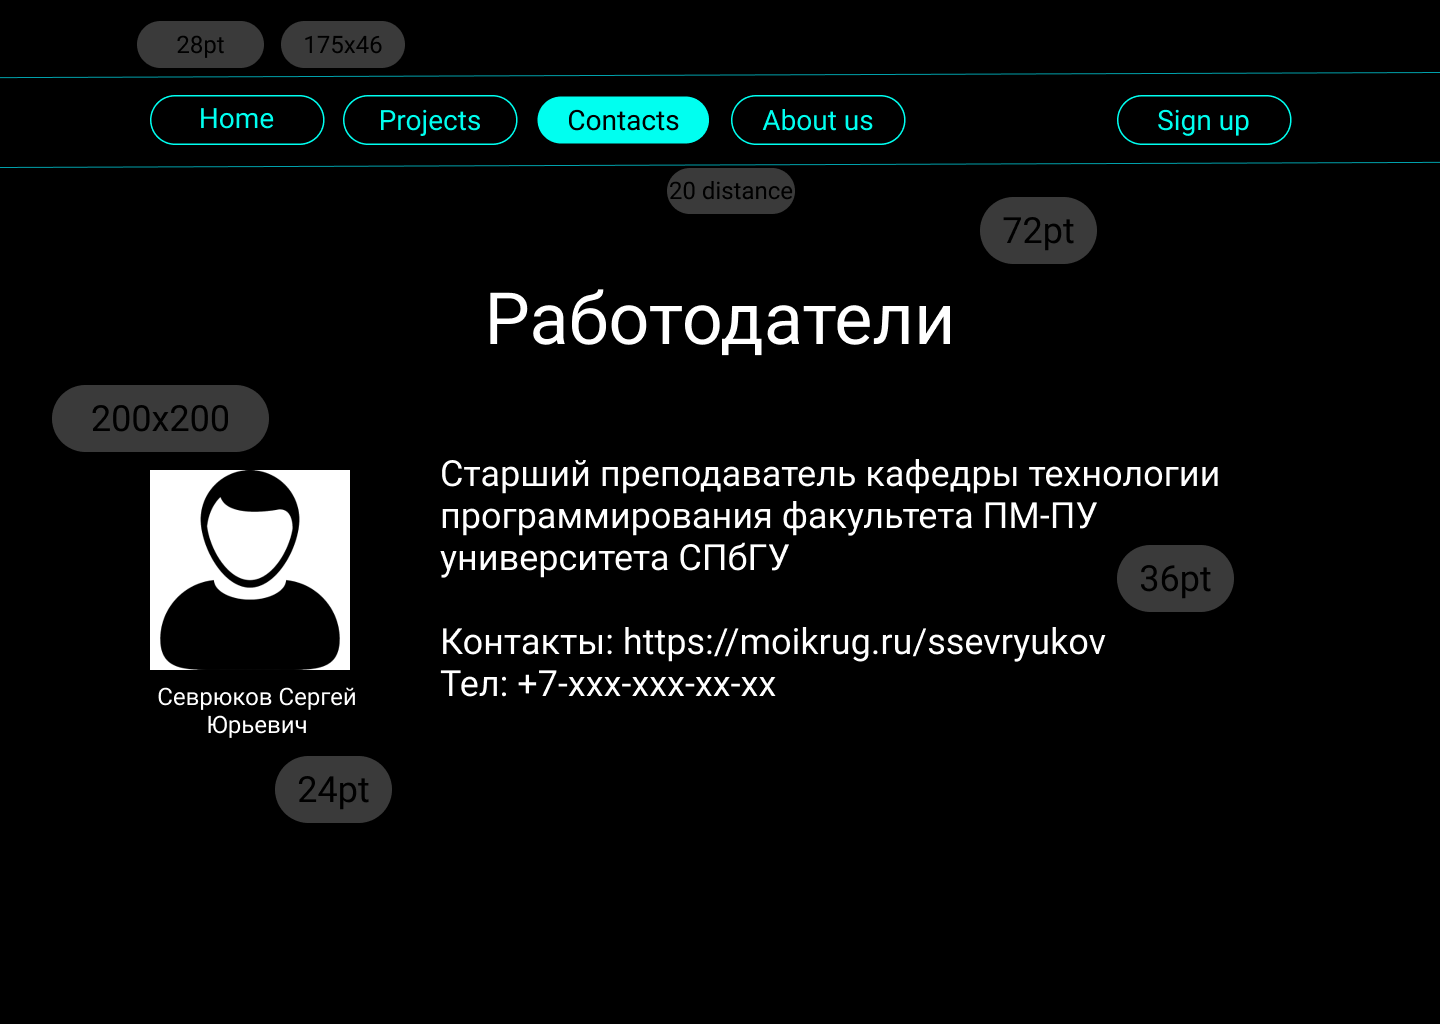 28pt 175x46
Home Projects Contacts About us Sign up
20 distance
72pt
Работодатели
200x200
Старший преподаватель кафедры технологии
программирования факультета ПМ-ПУ
университета СПбГУ
36pt
Контакты: https://moikrug.ru/ssevryukov
Тел: +7-xxx-xxx-xx-xx
Севрюков Сергей
Юрьевич
24pt